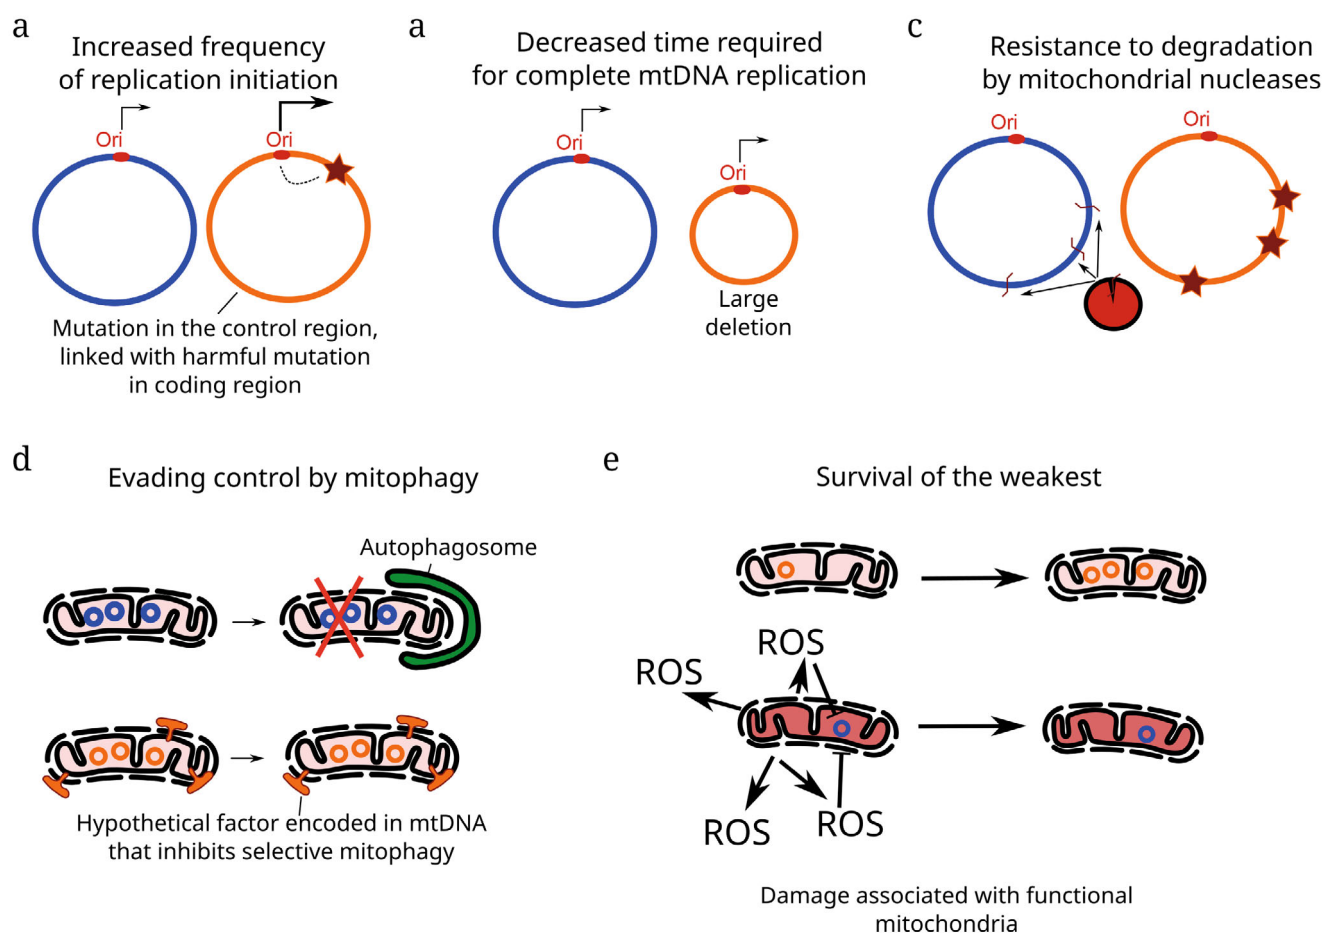 a
Increased frequency
of replication initiation
Ori
Ori
Mutation in the control region,
linked with harmful mutation
in coding region
a
Decreased time required
for complete mtDNA replication
Ori
Ori
Large
deletion
c
Resistance to degradation
by mitochondrial nucleases
Ori
Ori
d
Evading control by mitophagy
Autophagosome
Hypothetical factor encoded in mtDNA
that inhibits selective mitophagy
e
Survival of the weakest
ROS
ROS
ROS
ROS
Damage associated with functional
mitochondria